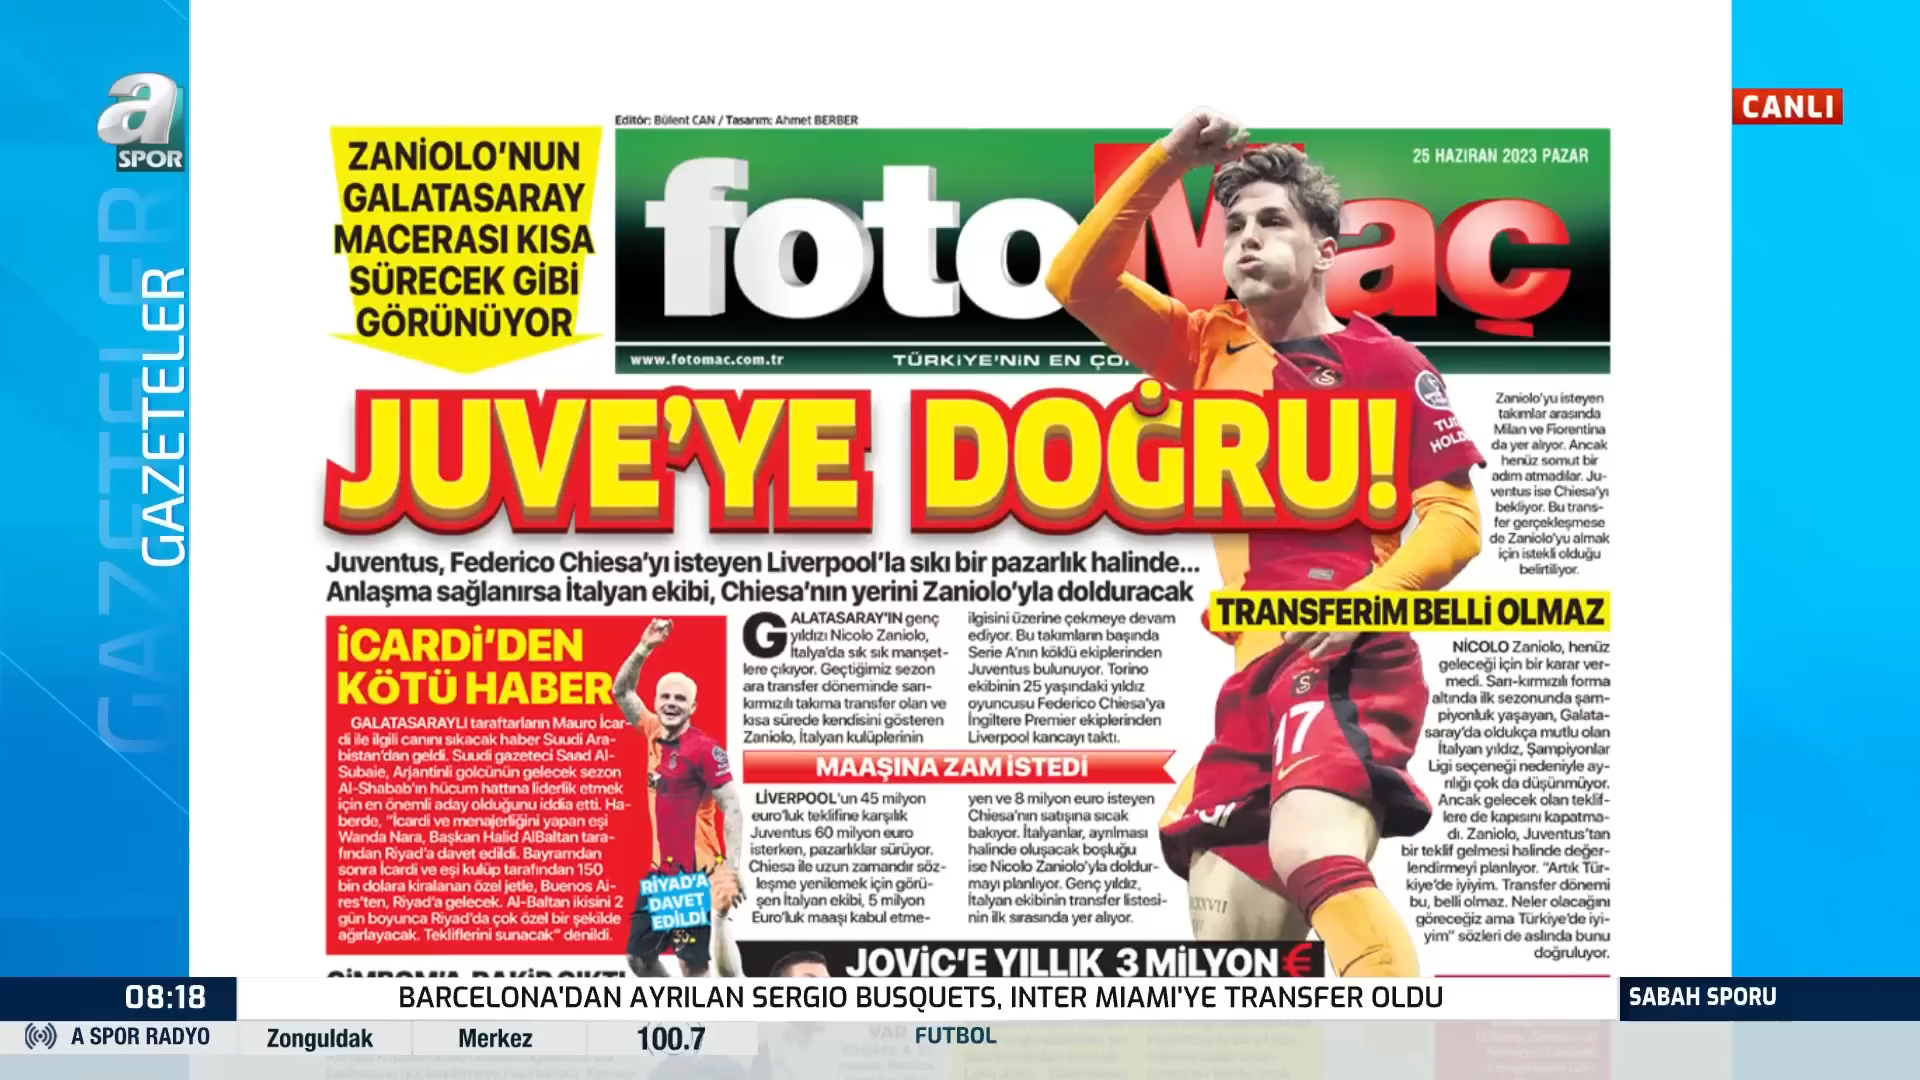 a
SPOR
GAZETELER
GAZETELER
CANLI
Editör: Bülent CAN / Tasarım: Ahmet BERBER
ZANİOLO'NUN
GALATASARAY
MACERASI KISA
SÜRECEK GİBİ
GÖRÜNÜYOR
fotoMaç
25 HAZİRAN 2023 PAZAR
www.fotomac.com.tr
TÜRKİYE'NİN EN
JUVE'YE DOĞRU!
Zaniolo'yu isteyen
takımlar arasında
Milan ve Fiorentina
da yer alıyor. Ancak
henüz somut bir
adım atmadılar. Ju-
ventus ise Chiesa'yı
bekliyor. Bu trans-
fer gerçekleşmese
de Zaniolo'yu almak
için istekli olduğu
belirtiliyor.
Juventus, Federico Chiesa'yı isteyen Liverpool'la sıkı bir pazarlık halinde...
Anlaşma sağlanırsa İtalyan ekibi, Chiesa'nın yerini Zaniolo'yla dolduracak
İCARDİ'DEN
KÖTÜ HABER
GALATASARAYLI taraftarların Mauro İcar-
di ile ilgili canını sıkacak haber Suudi Ara-
bistan'dan geldi. Suudi gazeteci Saad Al-
Subaie, Arjantinli golcünün gelecek sezon
Al-Shabab'ın hücum hattına liderlik etmek
için en önemli aday olduğunu iddia etti. Ha-
berde, "İcardi ve menajerliğini yapan eşi
Wanda Nara, Başkan Halid AlBaltan tara-
fından Riyad'a davet edildi. Bayramdan
sonra İcardi ve eşi kulüp tarafından 150
bin dolara kiralanan özel jetle, Buenos Ai-
res'ten, Riyad'a gelecek. Al-Baltan ikisini 2
gün boyunca Riyad'da çok özel bir şekilde
ağırlayacak. Tekliflerini sunacak" denildi.
RİYAD'A
DAVET
EDİLDİ
GALATASARAY'IN genç
yıldızı Nicolo Zaniolo,
İtalya'da sık sık manşet-
lere çıkıyor. Geçtiğimiz sezon
ara transfer döneminde sarı-
kırmızılı takıma transfer olan ve
kısa sürede kendisini gösteren
Zaniolo, İtalyan kulüplerinin
ilgisini üzerine çekmeye devam
ediyor. Bu takımların başında
Serie A'nın köklü ekiplerinden
Juventus bulunuyor. Torino
ekibinin 25 yaşındaki yıldız
oyuncusu Federico Chiesa'ya
İngiltere Premier ekiplerinden
Liverpool kancayı taktı.
MAAŞINA ZAM İSTEDİ
LİVERPOOL'un 45 milyon
euro'luk teklifine karşılık
Juventus 60 milyon euro
isterken, pazarlıklar sürüyor.
Chiesa ile uzun zamandır söz-
leşme yenilemek için görü-
şen İtalyan ekibi, 5 milyon
Euro'luk maaşı kabul etme-
yen ve 8 milyon euro isteyen
Chiesa'nın satışına sıcak
bakıyor. İtalyanlar, ayrılması
halinde oluşacak boşluğu
ise Nicolo Zaniolo'yla doldur-
mayı planlıyor. Genç yıldız,
İtalyan ekibinin transfer listesi-
nin ilk sırasında yer alıyor.
TRANSFERİM BELLİ OLMAZ
NİCOLO Zaniolo, henüz
geleceği için bir karar ver-
medi. Sarı-kırmızılı forma
altında ilk sezonunda şam-
piyonluk yaşayan, Galata-
saray'da oldukça mutlu olan
İtalyan yıldız, Şampiyonlar
Ligi seçeneği nedeniyle ay-
rılığı çok da düşünmüyor.
Ancak gelecek olan teklif-
lere de kapısını kapatma-
dı. Zaniolo, Juventus'tan
bir teklif gelmesi halinde değer-
lendirmeyi planlıyor. "Artık Tür-
kiye'de iyiyim. Transfer dönemi
bu, belli olmaz. Neler olacağını
göreceğiz ama Türkiye'de iyi-
yim" sözleri de aslında bunu
doğruluyor.
17
JOVİC'E YILLIK 3 MİLYON €
08:18
BARCELONA'DAN AYRILAN SERGIO BUSQUETS, INTER MIAMI'YE TRANSFER OLDU
SABAH SPORU
A SPOR RADYO
Zonguldak
Merkez
100.7
FUTBOL